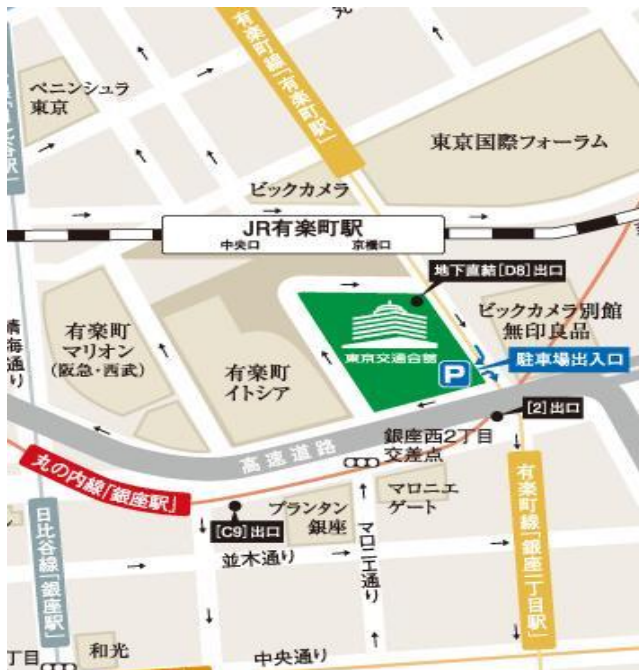 ペニンシュラ
東京
有楽町線「有楽町駅」
東京国際フォーラム
ビックカメラ
JR有楽町駅
中央口
京橋口
地下直結[D8]出口
ビックカメラ別館
無印良品
東京交通会館
P
駐車場出入口
[2]出口
晴海通り
有楽町
マリオン
(阪急・西武)
有楽町
イトシア
高速道路
銀座西2丁目
交差点
丸の内線「銀座駅」
日比谷線「銀座駅」
[C9]出口
プランタン
銀座
マロニエ
ゲート
マロニエ通り
有楽町線「銀座一丁目駅」
並木通り
丁目
和光
中央通り